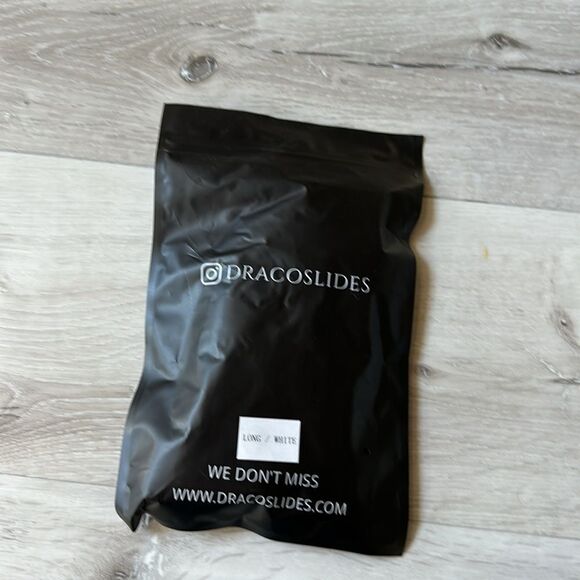 DRACOSLIDES
LONG / WHITE
WE DON'T MISS
WWW.DRACOSLIDES.COM